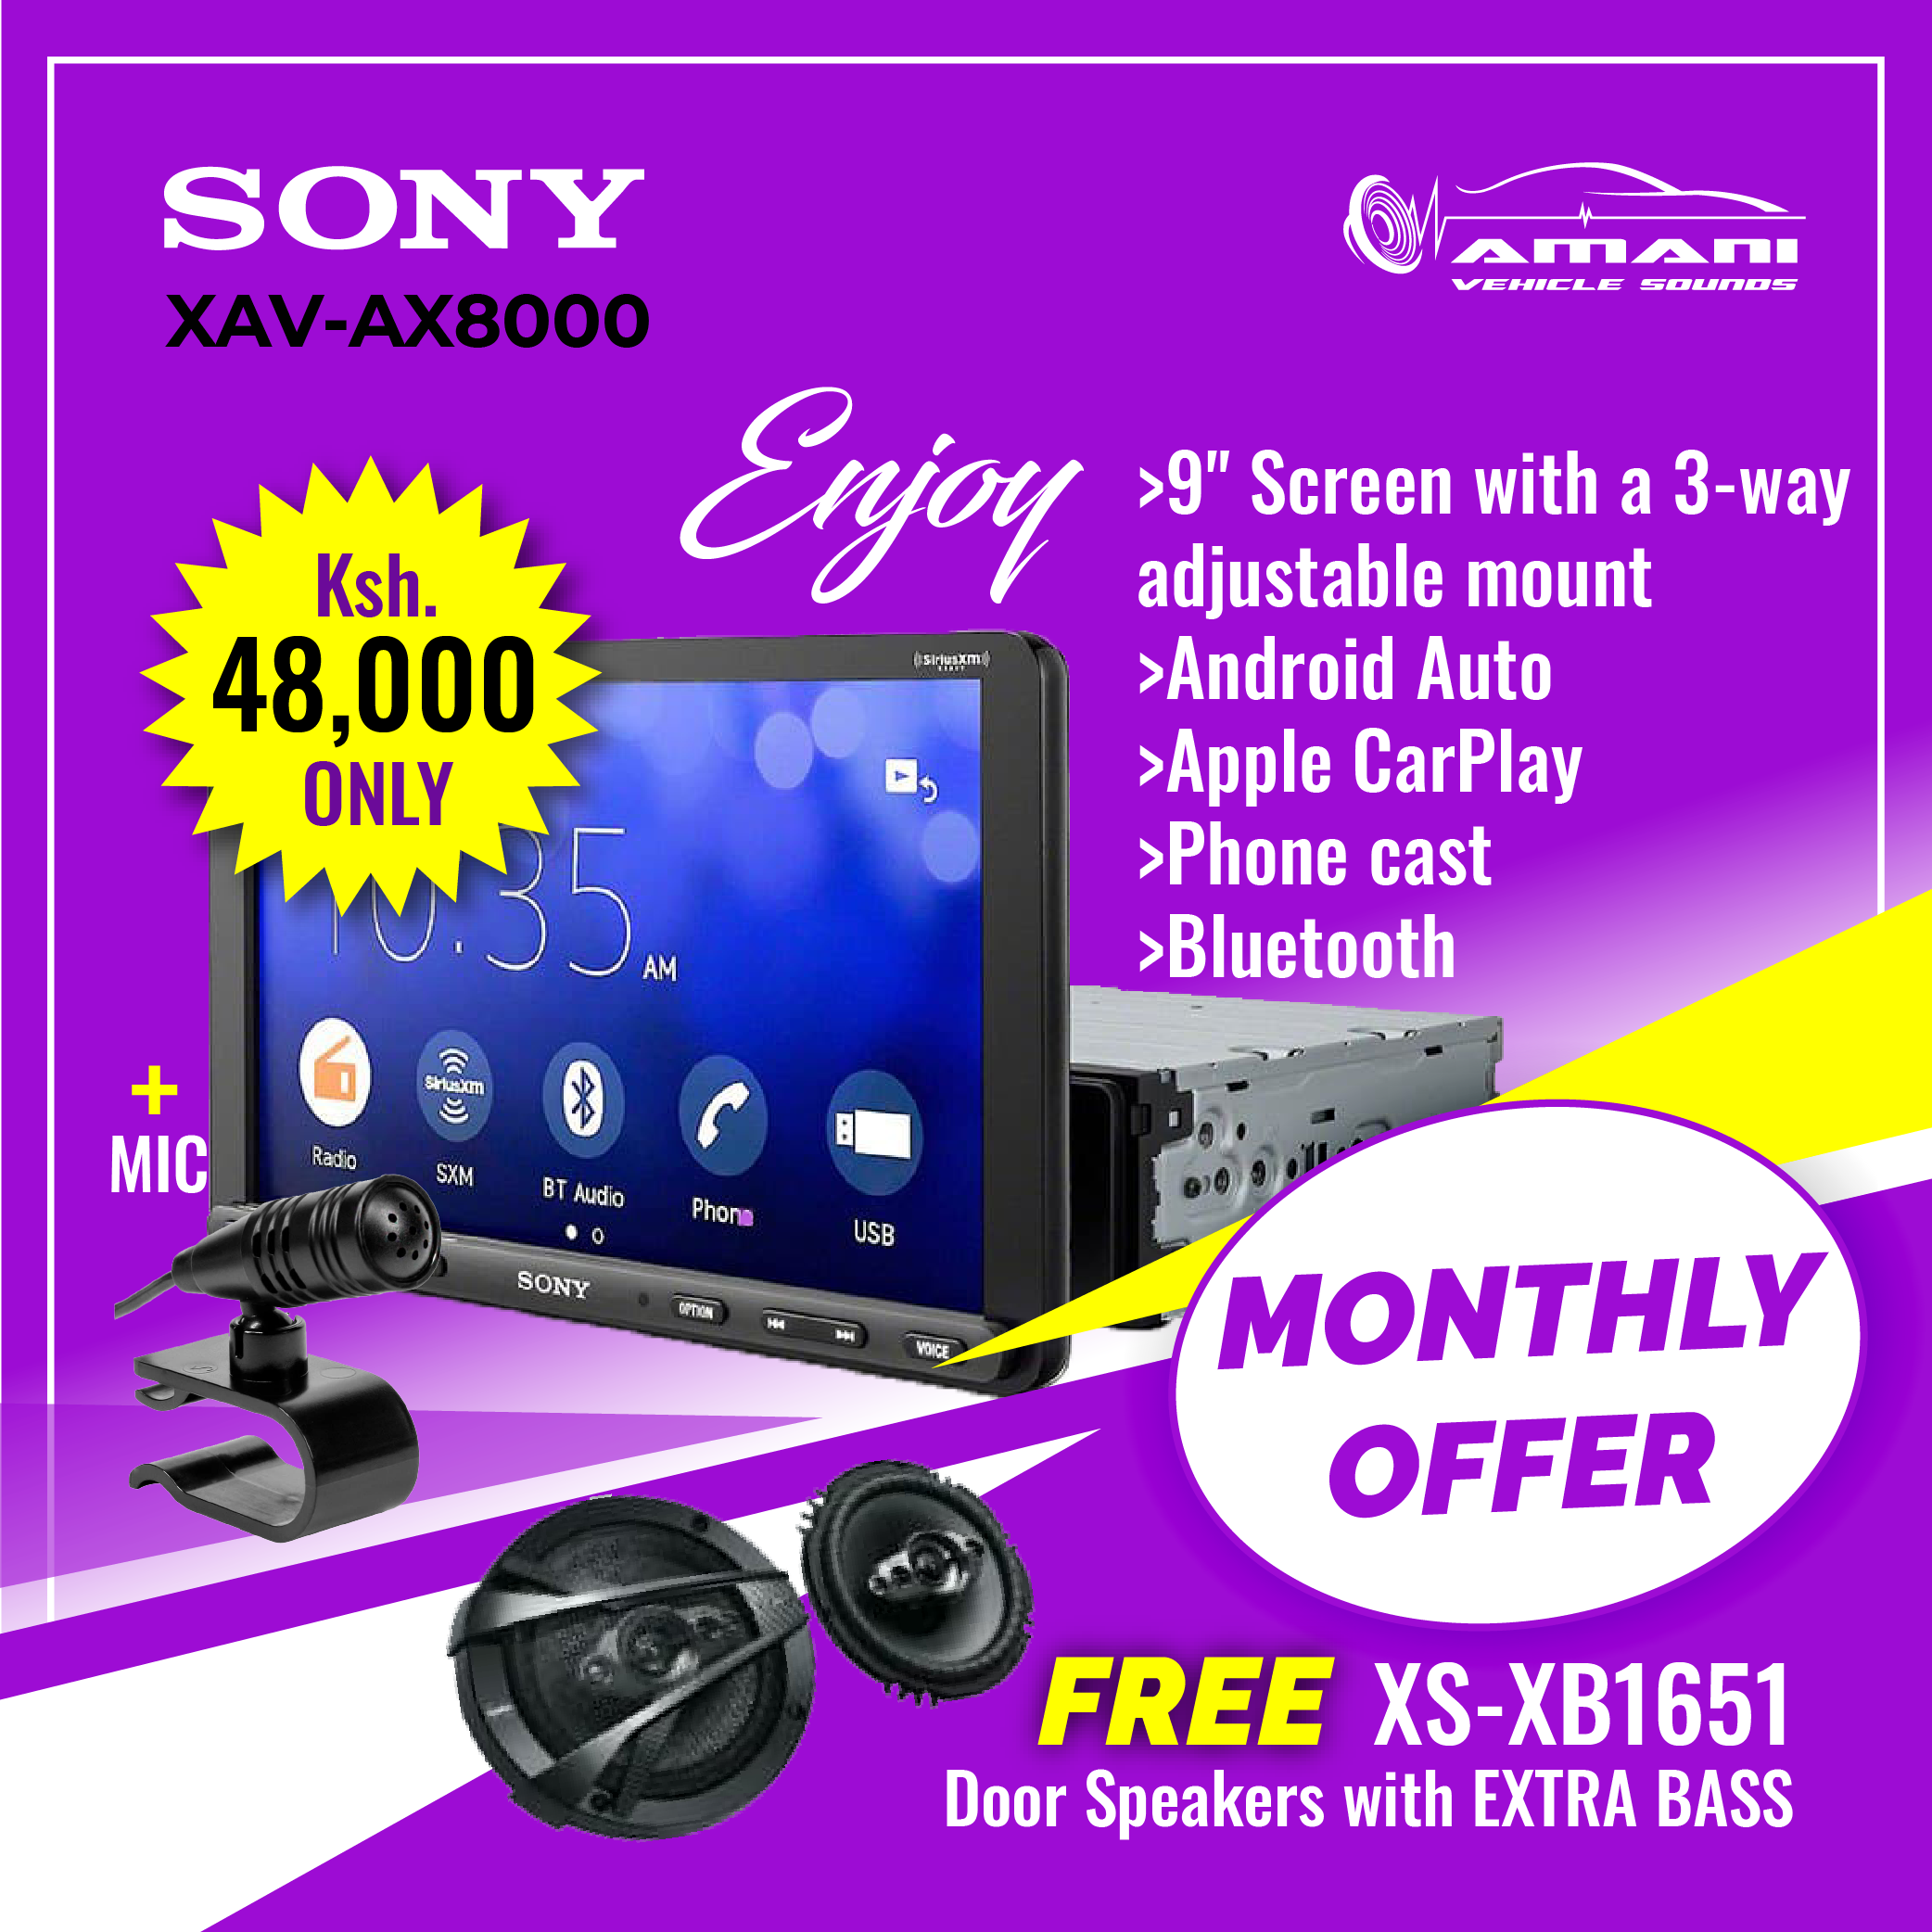 SONY
XAV-AX8000
AMANI
VEHICLE SOUNDS
Enjoy
>9" Screen with a 3-way
adjustable mount
>Android Auto
>Apple CarPlay
>Phone cast
>Bluetooth
Ksh.
48,000
ONLY
SiriusXM
10:35 AM
SiriusXM
Radio
SXM
BT Audio
Phon
USB
SONY
OPTION
VOICE
+
MIC
MONTHLY
OFFER
FREE XS-XB1651
Door Speakers with EXTRA BASS